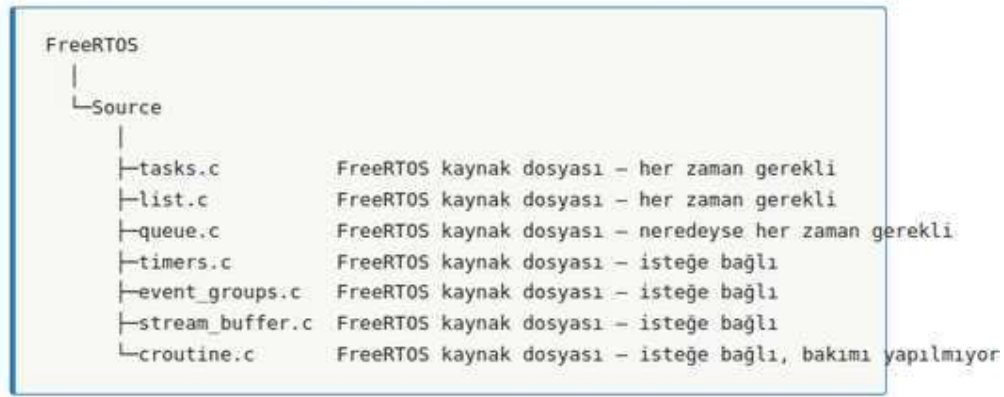 FreeRTOS
│
└─Source
│
├─tasks.c FreeRTOS kaynak dosyası – her zaman gerekli
├─list.c FreeRTOS kaynak dosyası – her zaman gerekli
├─queue.c FreeRTOS kaynak dosyası – neredeyse her zaman gerekli
├─timers.c FreeRTOS kaynak dosyası – isteğe bağlı
├─event_groups.c FreeRTOS kaynak dosyası – isteğe bağlı
├─stream_buffer.c FreeRTOS kaynak dosyası – isteğe bağlı
└─croutine.c FreeRTOS kaynak dosyası – isteğe bağlı, bakımı yapılmıyor